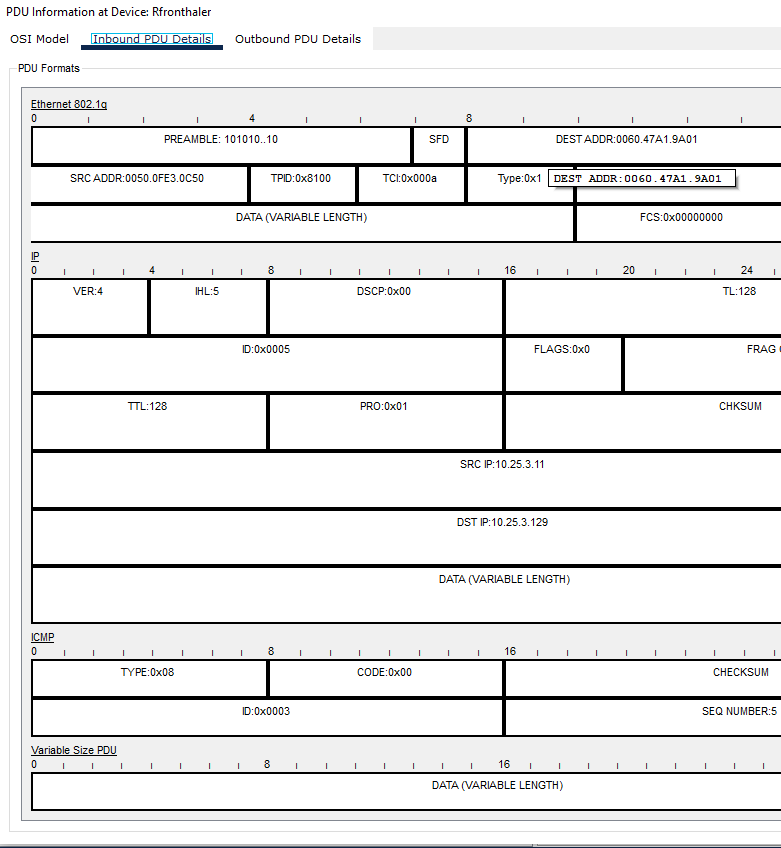 PDU Information at Device: Rfronthaler
OSI Model Inbound PDU Details Outbound PDU Details
PDU Formats
Ethernet 802.1q
0 4 8
PREAMBLE: 101010..10 SFD DEST ADDR:0060.47A1.9A01
SRC ADDR:0050.0FE3.0C50 TPID:0x8100 TCI:0x000a Type:0x1 DEST ADDR:0060.47A1.9A01
DATA (VARIABLE LENGTH) FCS:0x00000000
IP
0 4 8 16 20 24
VER:4 IHL:5 DSCP:0x00 TL:128
ID:0x0005 FLAGS:0x0 FRAG
TTL:128 PRO:0x01 CHKSUM
SRC IP:10.25.3.11
DST IP:10.25.3.129
DATA (VARIABLE LENGTH)
ICMP
0 8 16
TYPE:0x08 CODE:0x00 CHECKSUM
ID:0x0003 SEQ NUMBER:5
Variable Size PDU
0 8 16
DATA (VARIABLE LENGTH)